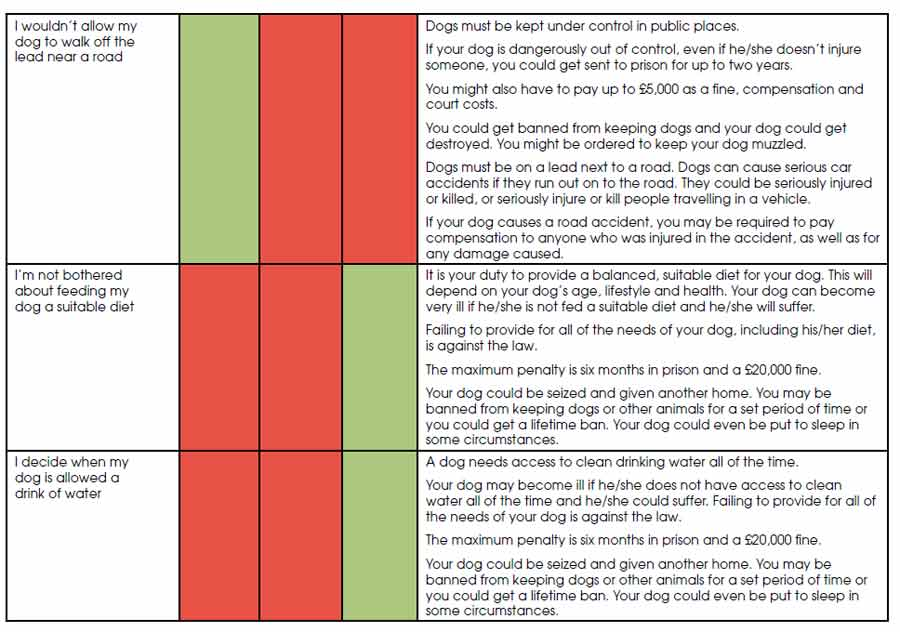 I wouldn't allow my
dog to walk off the
lead near a road
Dogs must be kept under control in public places.
If your dog is dangerously out of control, even if he/she doesn't injure
someone, you could get sent to prison for up to two years.
You might also have to pay up to £5,000 as a fine, compensation and
court costs.
You could get banned from keeping dogs and your dog could get
destroyed. You might be ordered to keep your dog muzzled.
Dogs must be on a lead next to a road. Dogs can cause serious car
accidents if they run out on to the road. They could be seriously injured
or killed, or seriously injure or kill people travelling in a vehicle.
If your dog causes a road accident, you may be required to pay
compensation to anyone who was injured in the accident, as well as for
any damage caused.
I'm not bothered
about feeding my
dog a suitable diet
It is your duty to provide a balanced, suitable diet for your dog. This will
depend on your dog's age, lifestyle and health. Your dog can become
very ill if he/she is not fed a suitable diet and he/she will suffer.
Failing to provide for all of the needs of your dog, including his/her diet,
is against the law.
The maximum penalty is six months in prison and a £20,000 fine.
Your dog could be seized and given another home. You may be
banned from keeping dogs or other animals for a set period of time or
you could get a lifetime ban. Your dog could even be put to sleep in
some circumstances.
I decide when my
dog is allowed a
drink of water
A dog needs access to clean drinking water all of the time.
Your dog may become ill if he/she does not have access to clean
water all of the time and he/she could suffer. Failing to provide for all of
the needs of your dog is against the law.
The maximum penalty is six months in prison and a £20,000 fine.
Your dog could be seized and given another home. You may be
banned from keeping dogs or other animals for a set period of time or
you could get a lifetime ban. Your dog could even be put to sleep in
some circumstances.